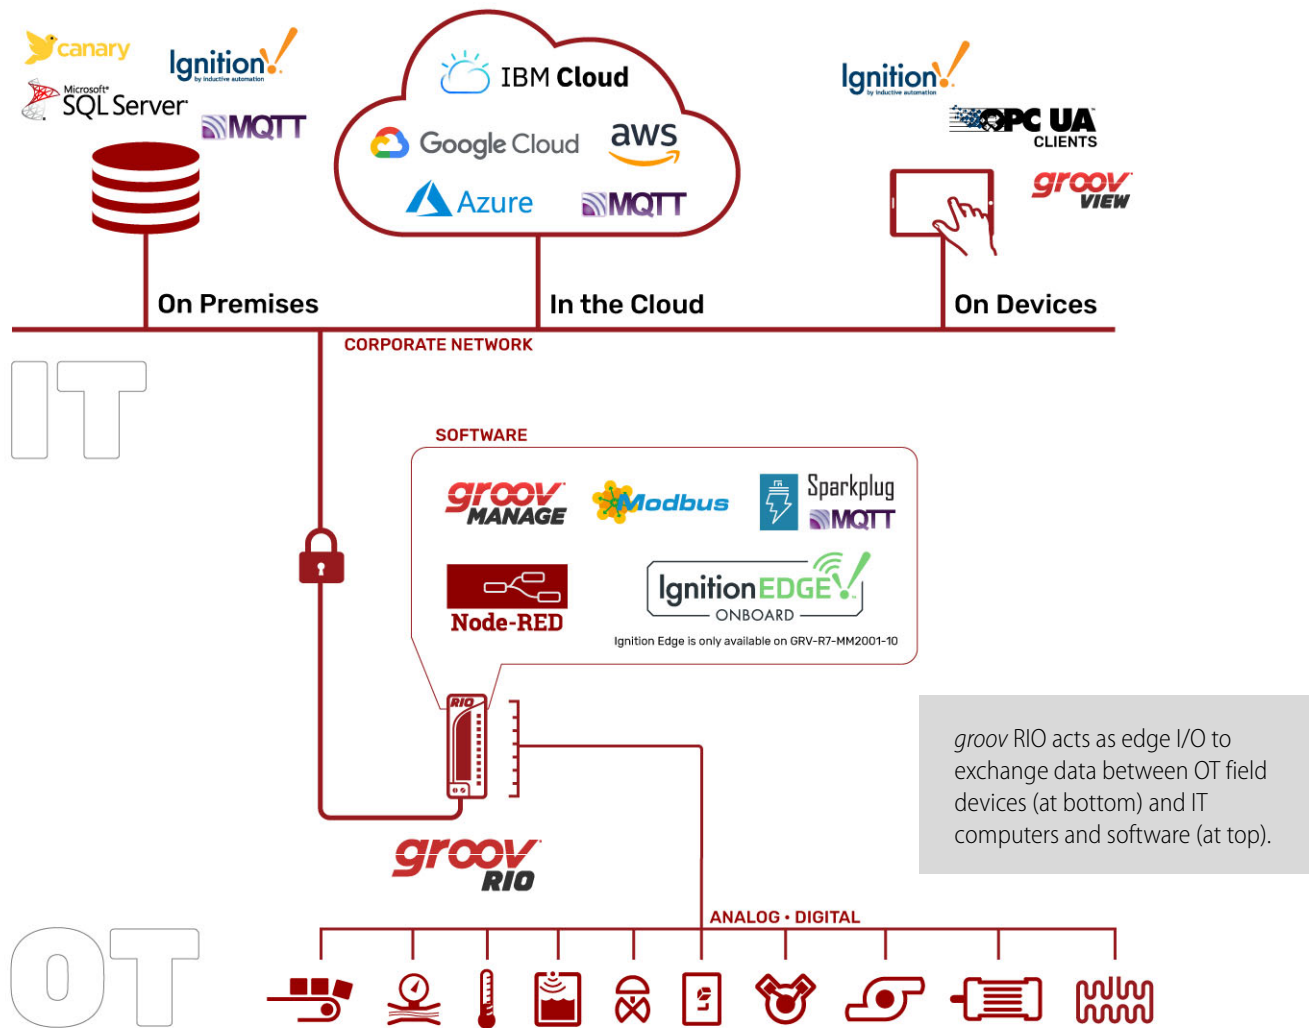 canary
Ignition!
by inductive automation
Microsoft®
SQL Server®
MQTT
IBM Cloud
Google Cloud
aws
Azure
MQTT
Ignition!
by inductive automation
OPC UA
CLIENTS
groov
VIEW
On Premises
In the Cloud
On Devices
CORPORATE NETWORK
IT
SOFTWARE
groov
MANAGE
Modbus
Sparkplug
MQTT
Node-RED
Ignition EDGE!
ONBOARD
Ignition Edge is only available on GRV-R7-MM2001-10
RIO
groov RIO acts as edge I/O to
exchange data between OT field
devices (at bottom) and IT
computers and software (at top).
groov
RIO
ANALOG • DIGITAL
OT